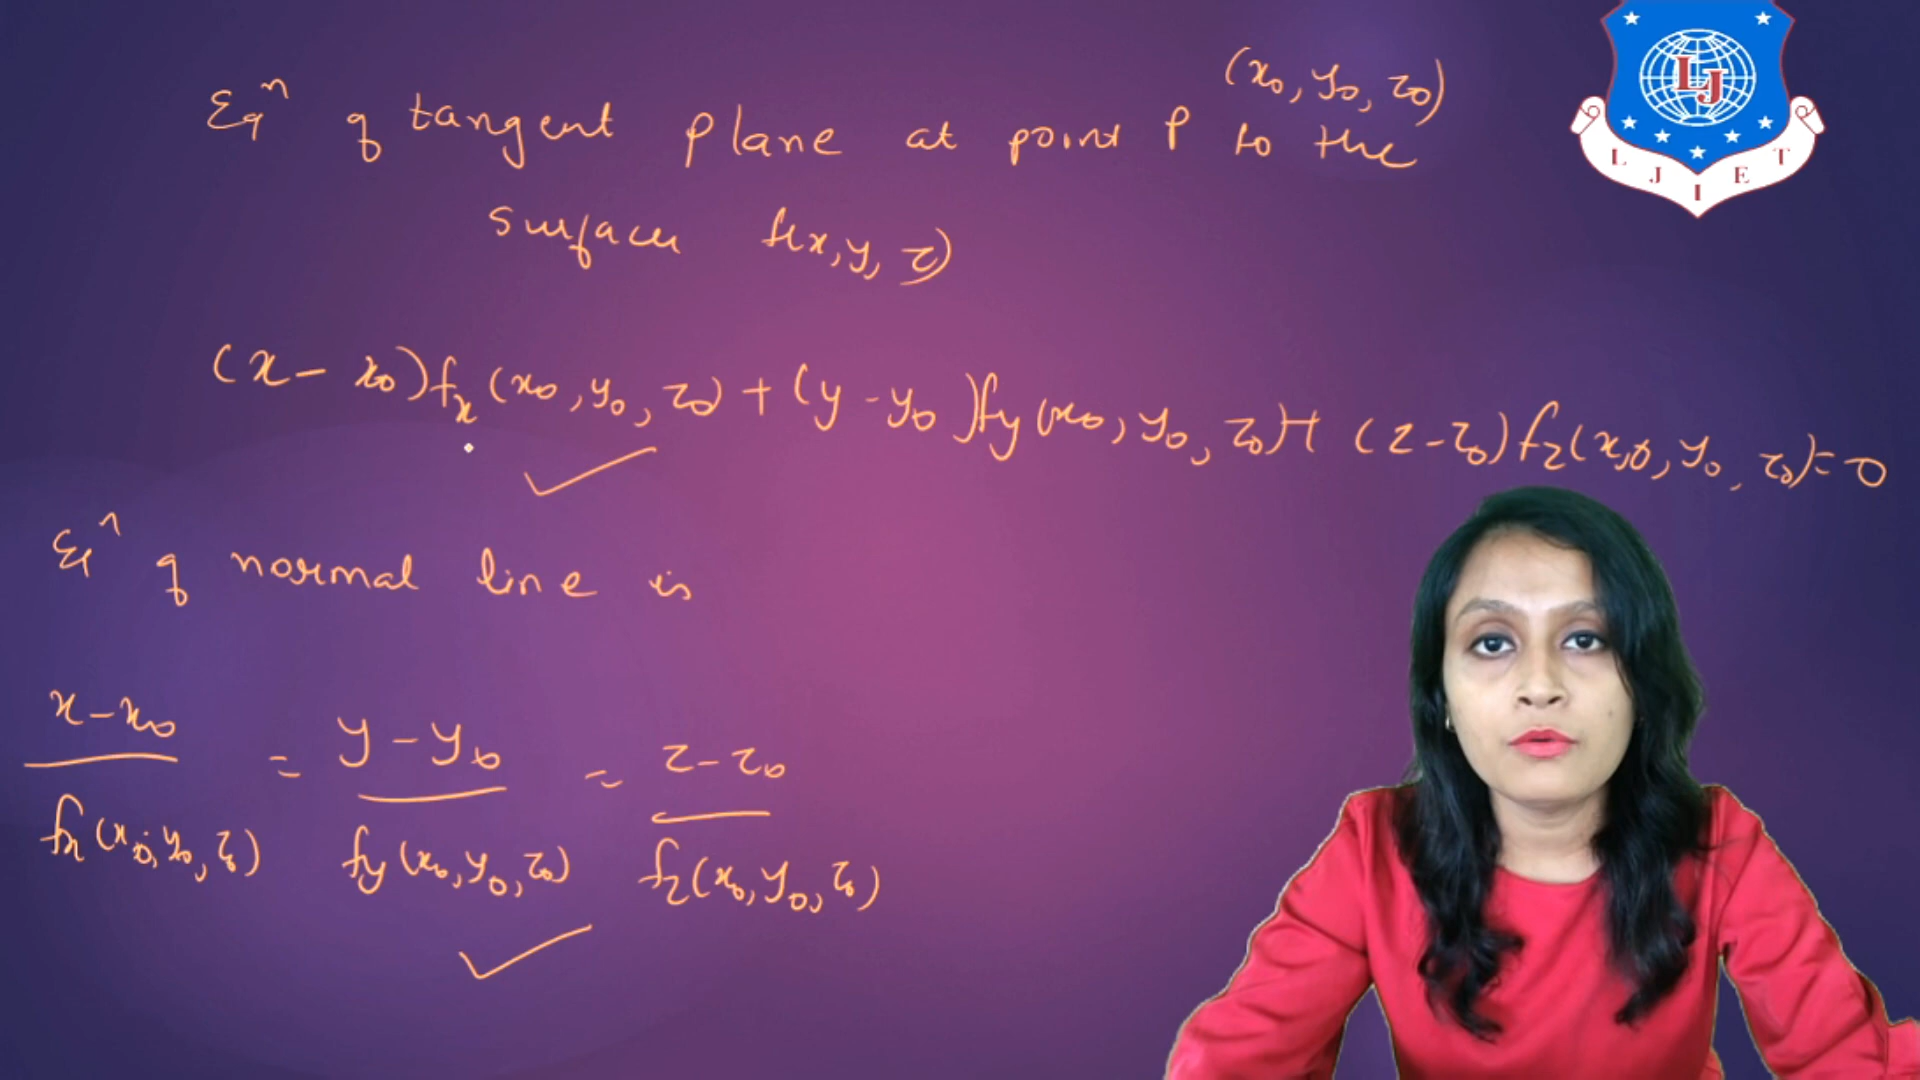 (x₀, y₀, z₀)
Eqⁿ of tangent plane at point P to the
surface f(x, y, z)
(x - x₀) fₓ (x₀, y₀, z₀) + (y - y₀) f_y (x₀, y₀, z₀) + (z - z₀) f_z (x₀, y₀, z₀) = 0
Eqⁿ of normal line is
x - x₀ = y - y₀ = z - z₀
fₓ (x₀, y₀, z₀) f_y (x₀, y₀, z₀) f_z (x₀, y₀, z₀)
LJ
L J I E T